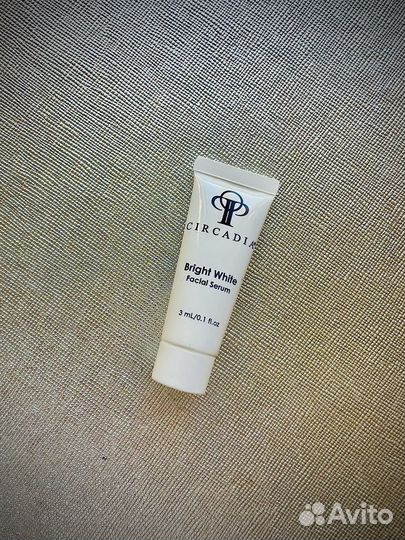 CIRCADIA
Bright White
Facial Serum
3 mL/0.1 fl.oz
Avito